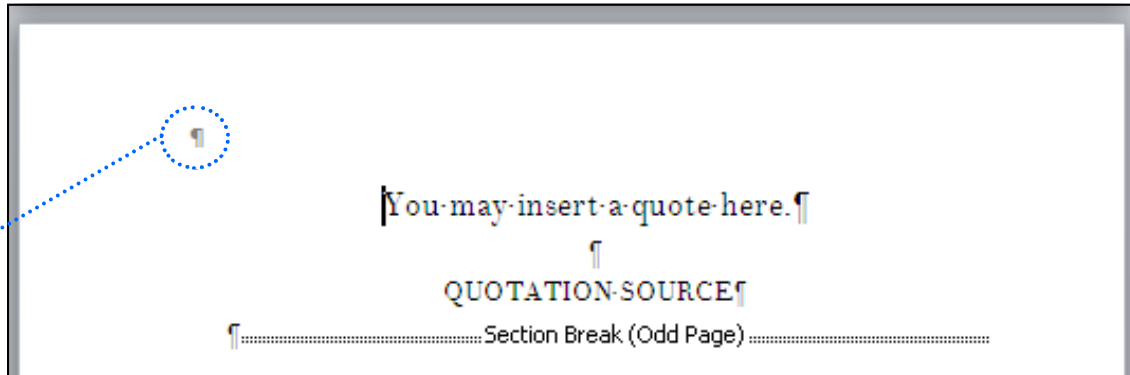 ¶
You·may·insert·a·quote·here.¶
¶
QUOTATION·SOURCE¶
¶Section Break (Odd Page)